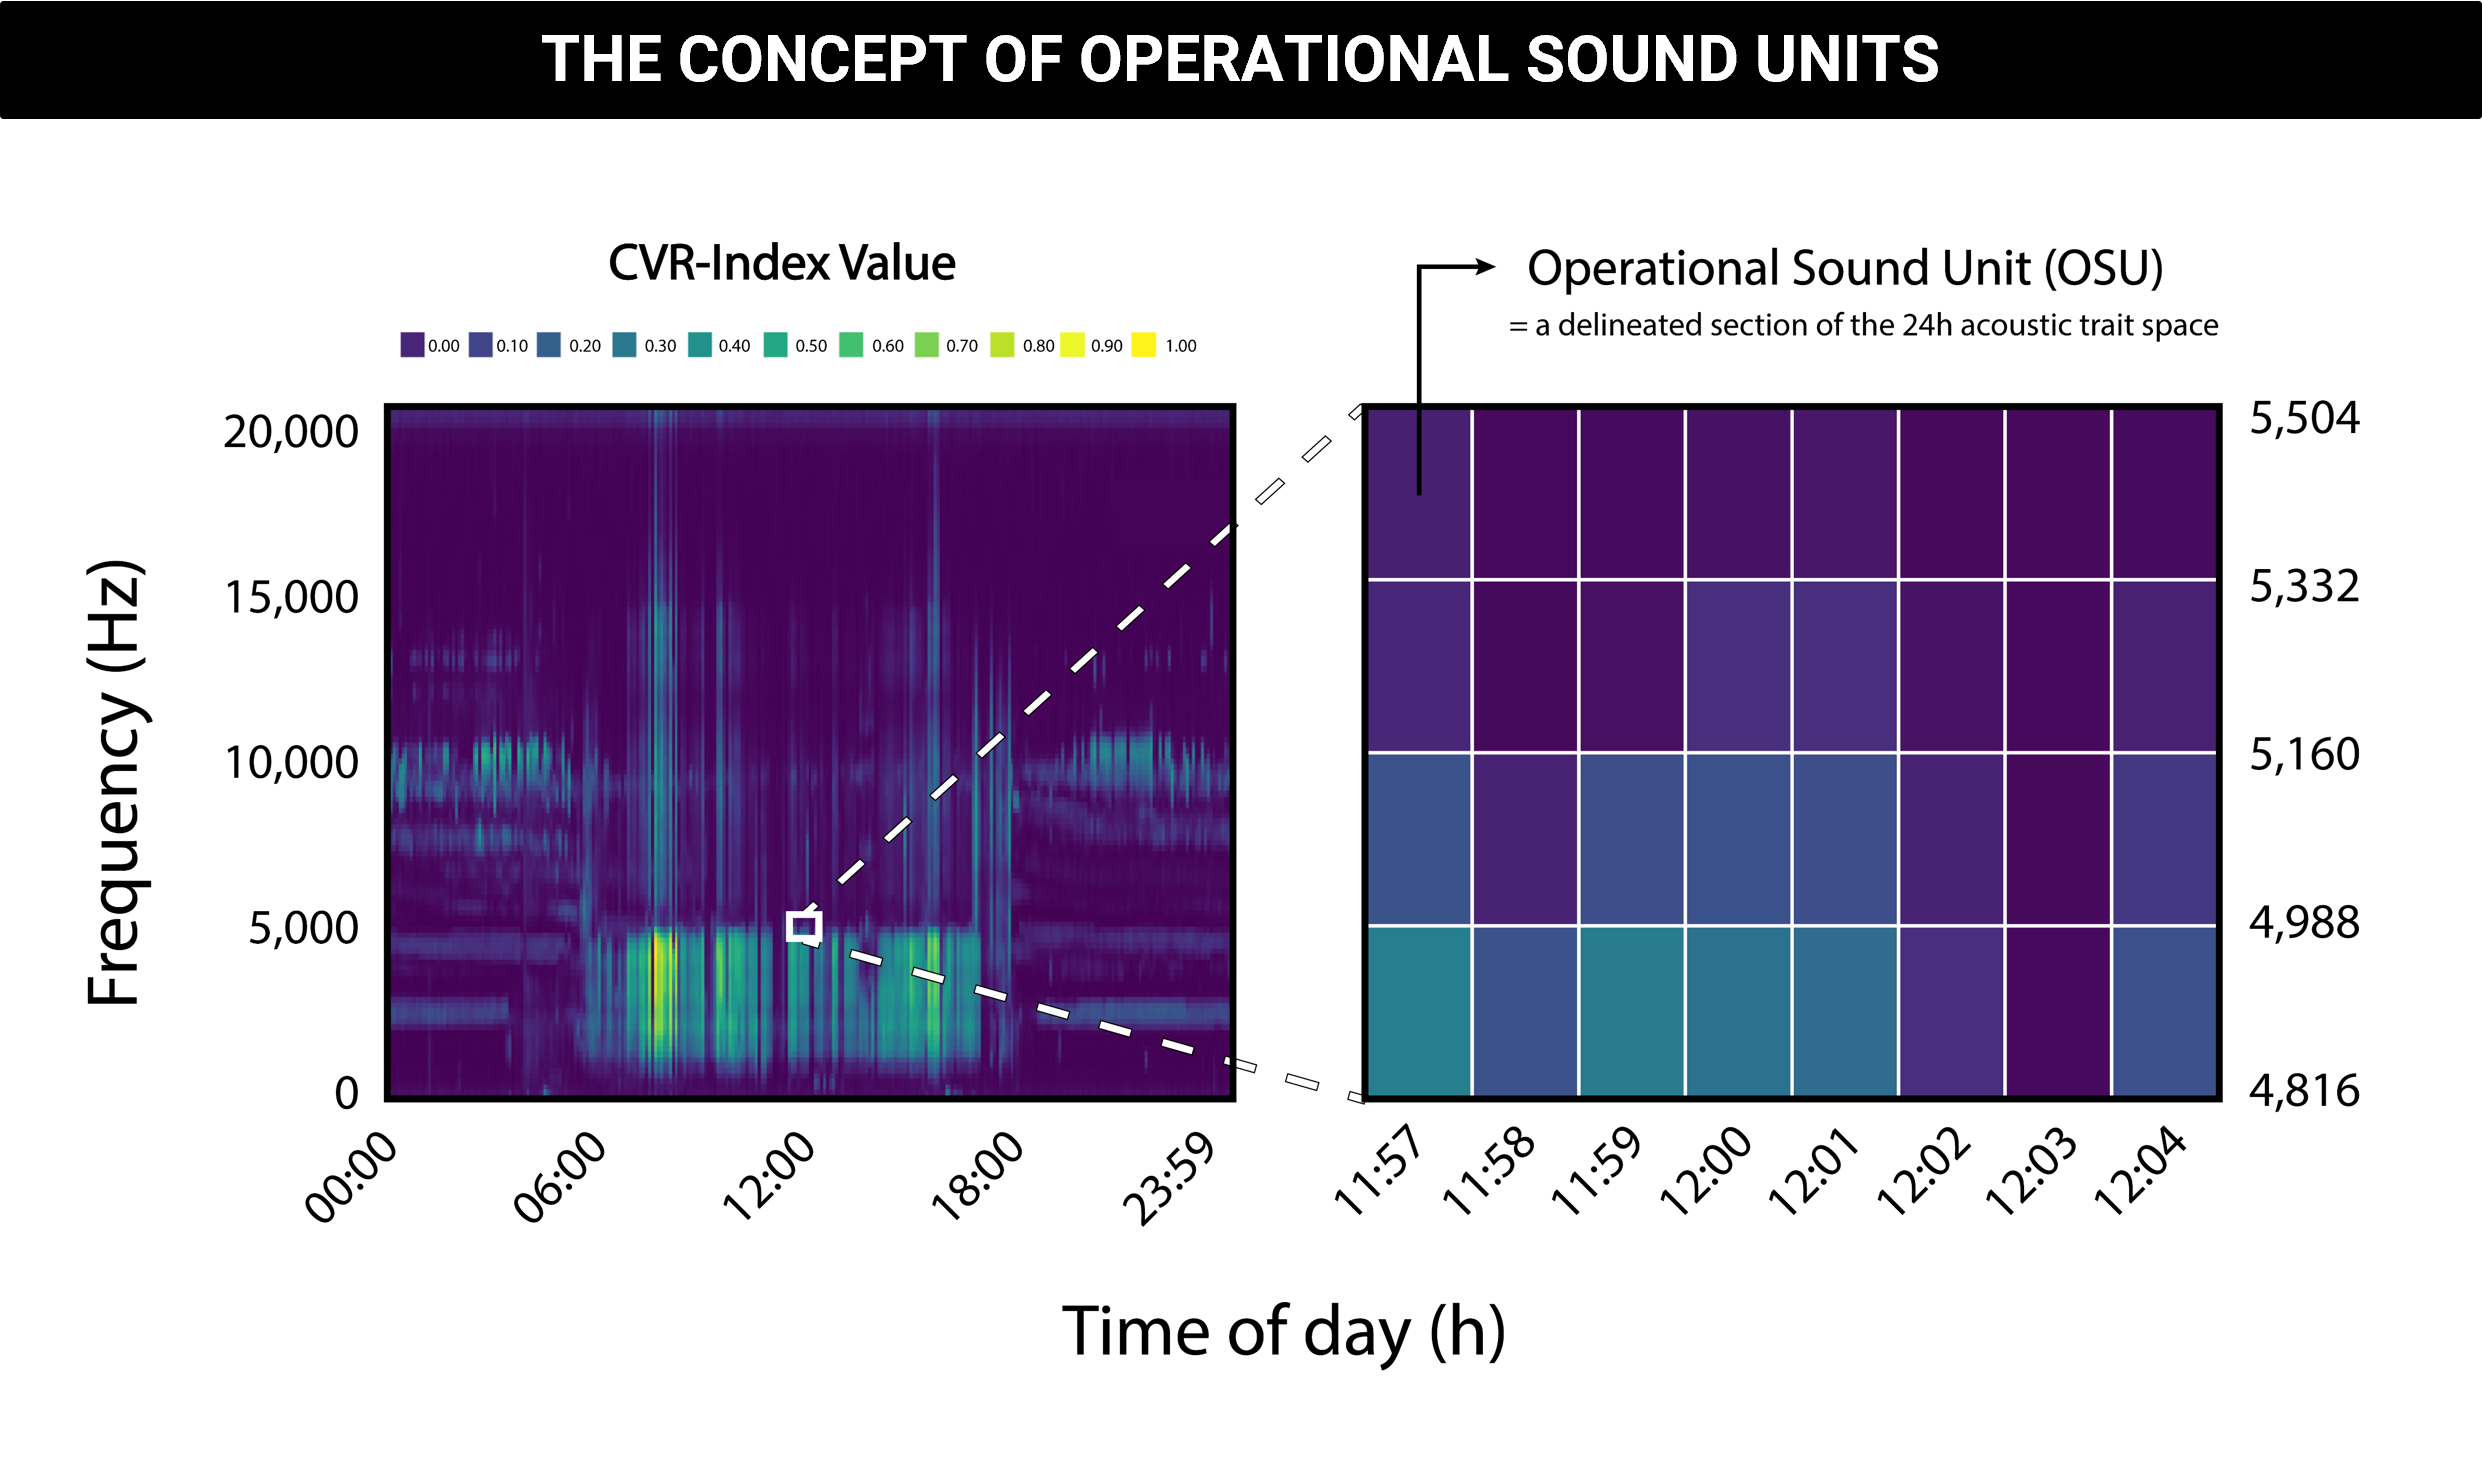 THE CONCEPT OF OPERATIONAL SOUND UNITS
CVR-Index Value
0.00 0.10 0.20 0.30 0.40 0.50 0.60 0.70 0.80 0.90 1.00
Operational Sound Unit (OSU)
= a delineated section of the 24h acoustic trait space
Frequency (Hz)
20,000
15,000
10,000
5,000
0
00:00 06:00 12:00 18:00 23:59
5,504
5,332
5,160
4,988
4,816
11:57 11:58 11:59 12:00 12:01 12:02 12:03 12:04
Time of day (h)